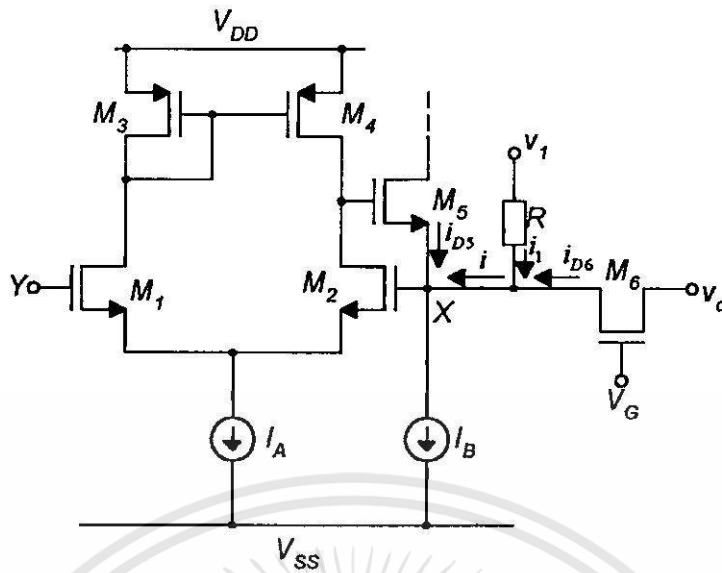 V_DD
M_3
M_4
v_1
M_5
R
i_D5
i
i_1
i_D6
M_6
Y
M_1
M_2
X
v_o
V_G
I_A
I_B
V_SS